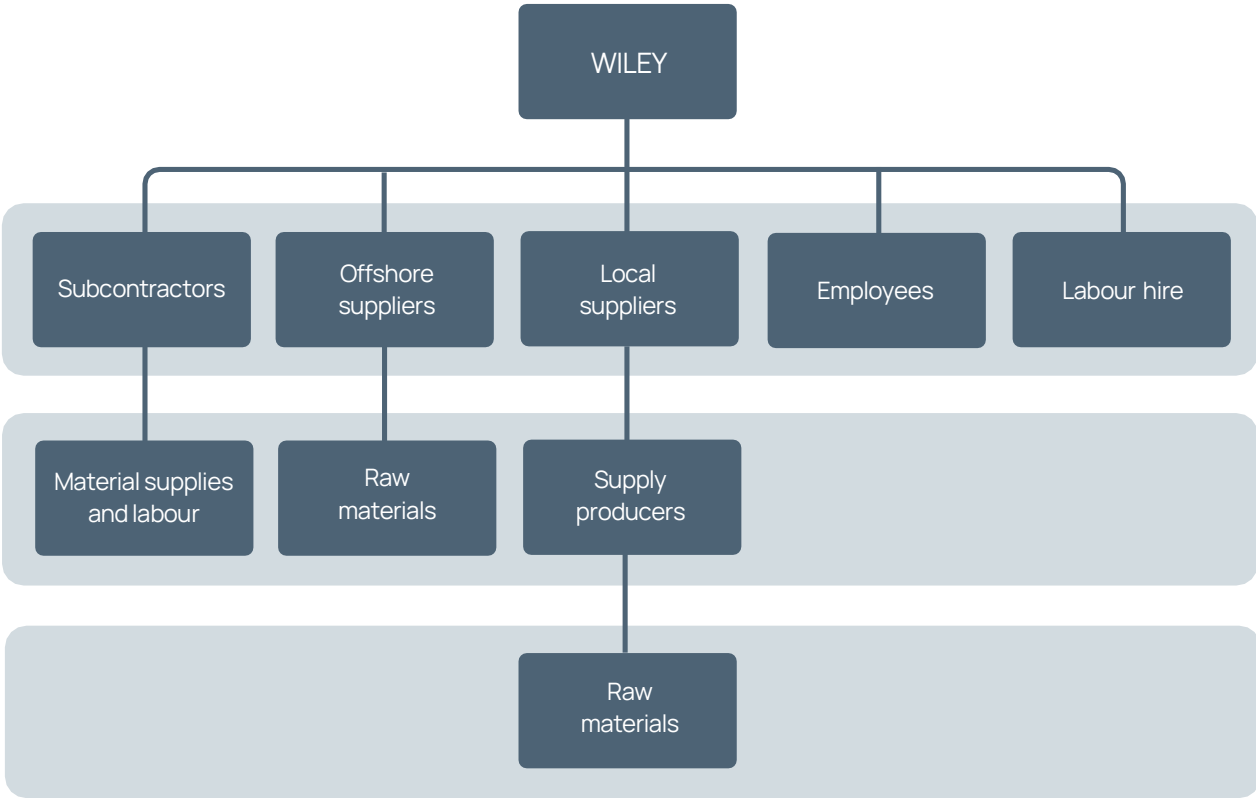 WILEY
Subcontractors
Offshore
suppliers
Local
suppliers
Employees
Labour hire
Material supplies
and labour
Raw
materials
Supply
producers
Raw
materials